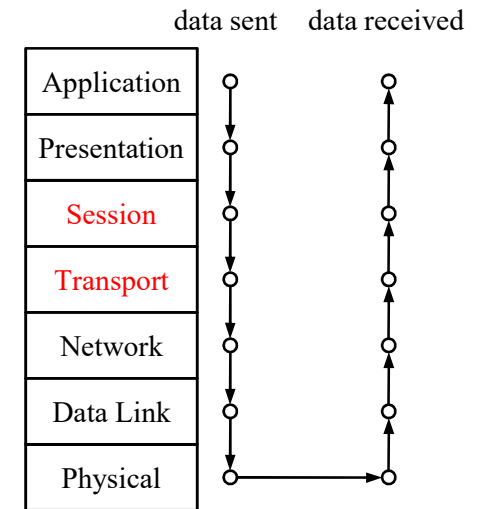 data sent data received
Application
Presentation
Session
Transport
Network
Data Link
Physical